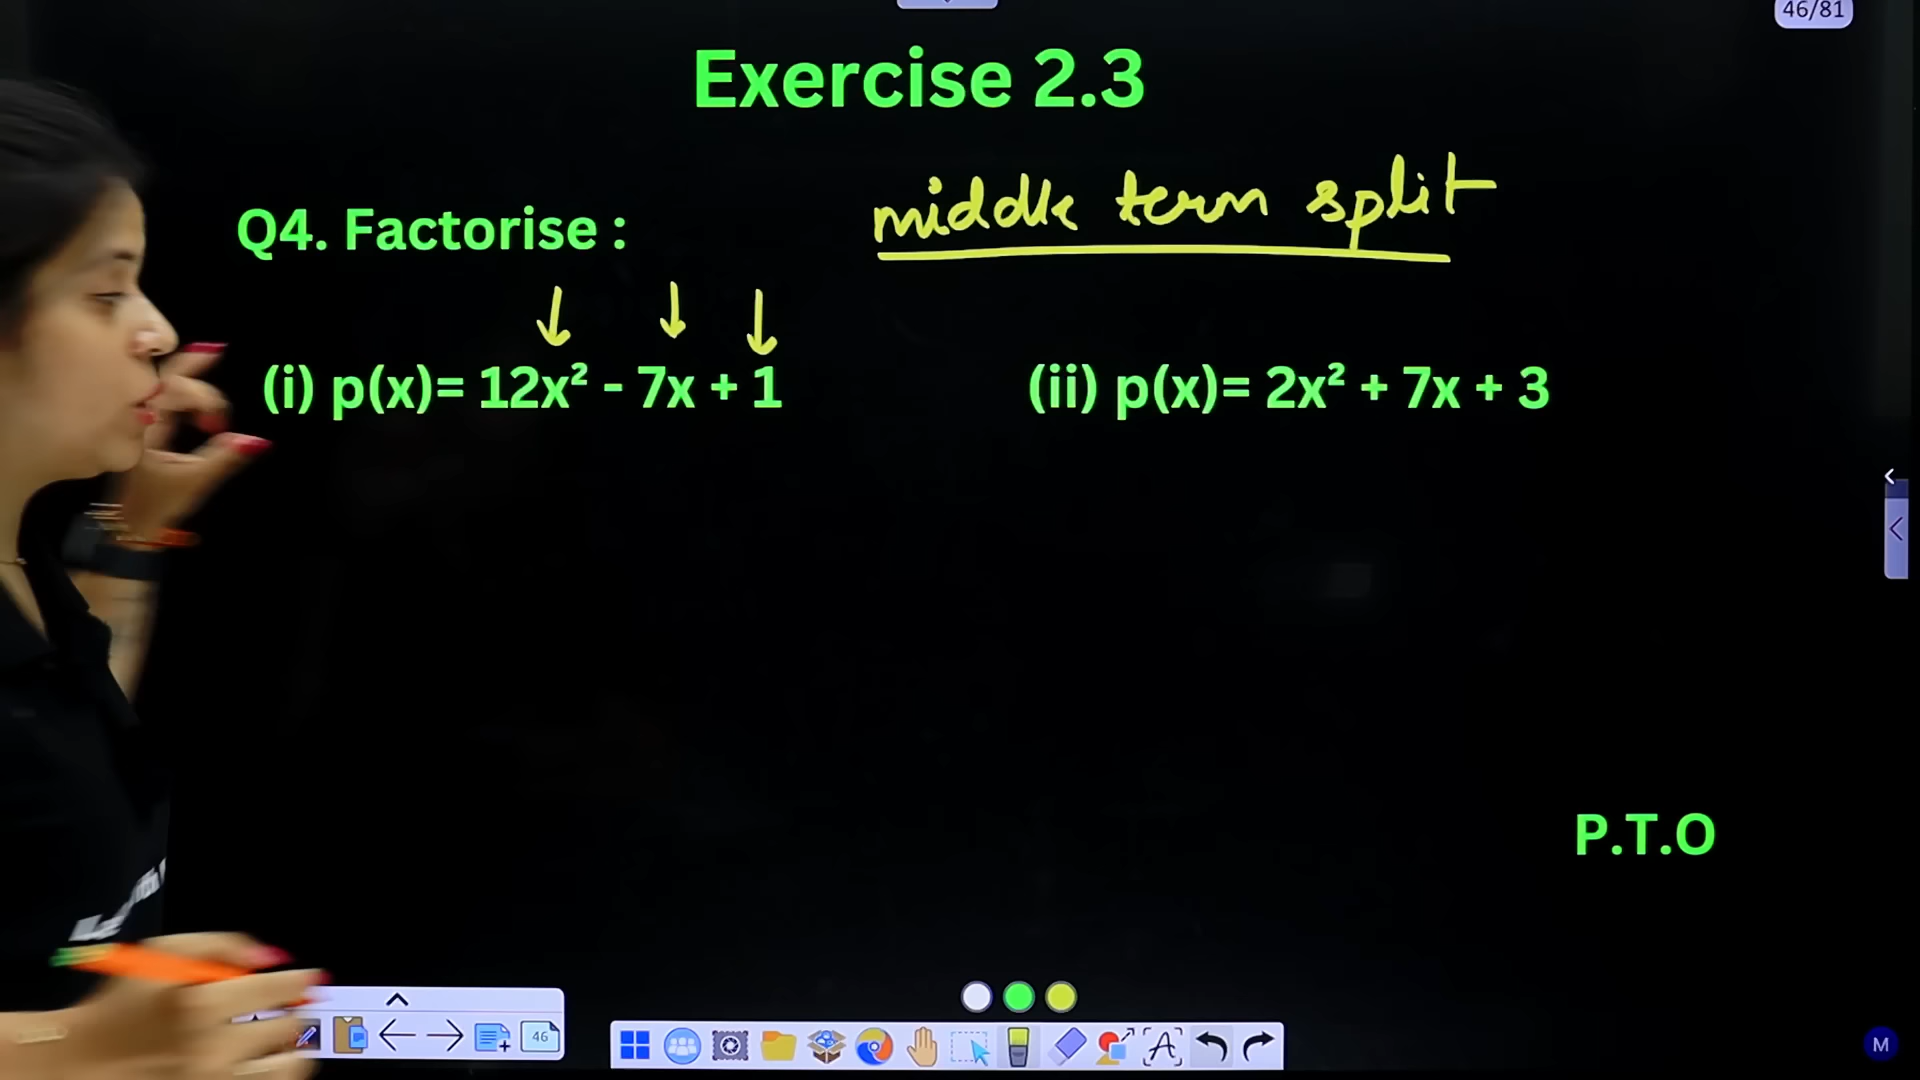 46/81
Exercise 2.3
middle term split
Q4. Factorise :
(i) p(x)= 12x² - 7x + 1
(ii) p(x)= 2x² + 7x + 3
P.T.O
46
A
M